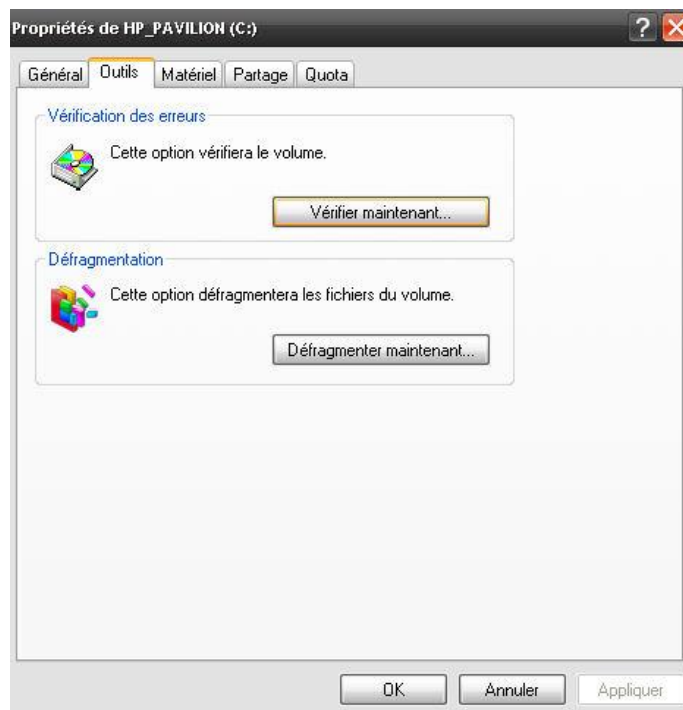 Propriétés de HP_PAVILION (C:)
Général Outils Matériel Partage Quota
Vérification des erreurs
Cette option vérifiera le volume.
Vérifier maintenant...
Défragmentation
Cette option défragmentera les fichiers du volume.
Défragmenter maintenant...
OK Annuler Appliquer